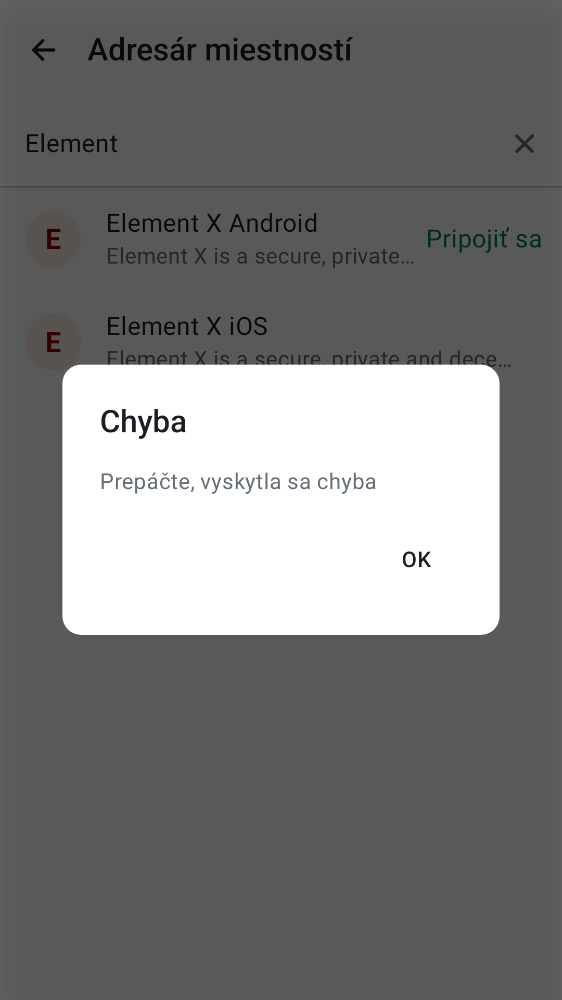 Adresár miestností
Element
E
Element X Android
Element X is a secure, private…
Pripojiť sa
E
Element X iOS
Element X is a secure, private and dece…
Chyba
Prepáčte, vyskytla sa chyba
OK